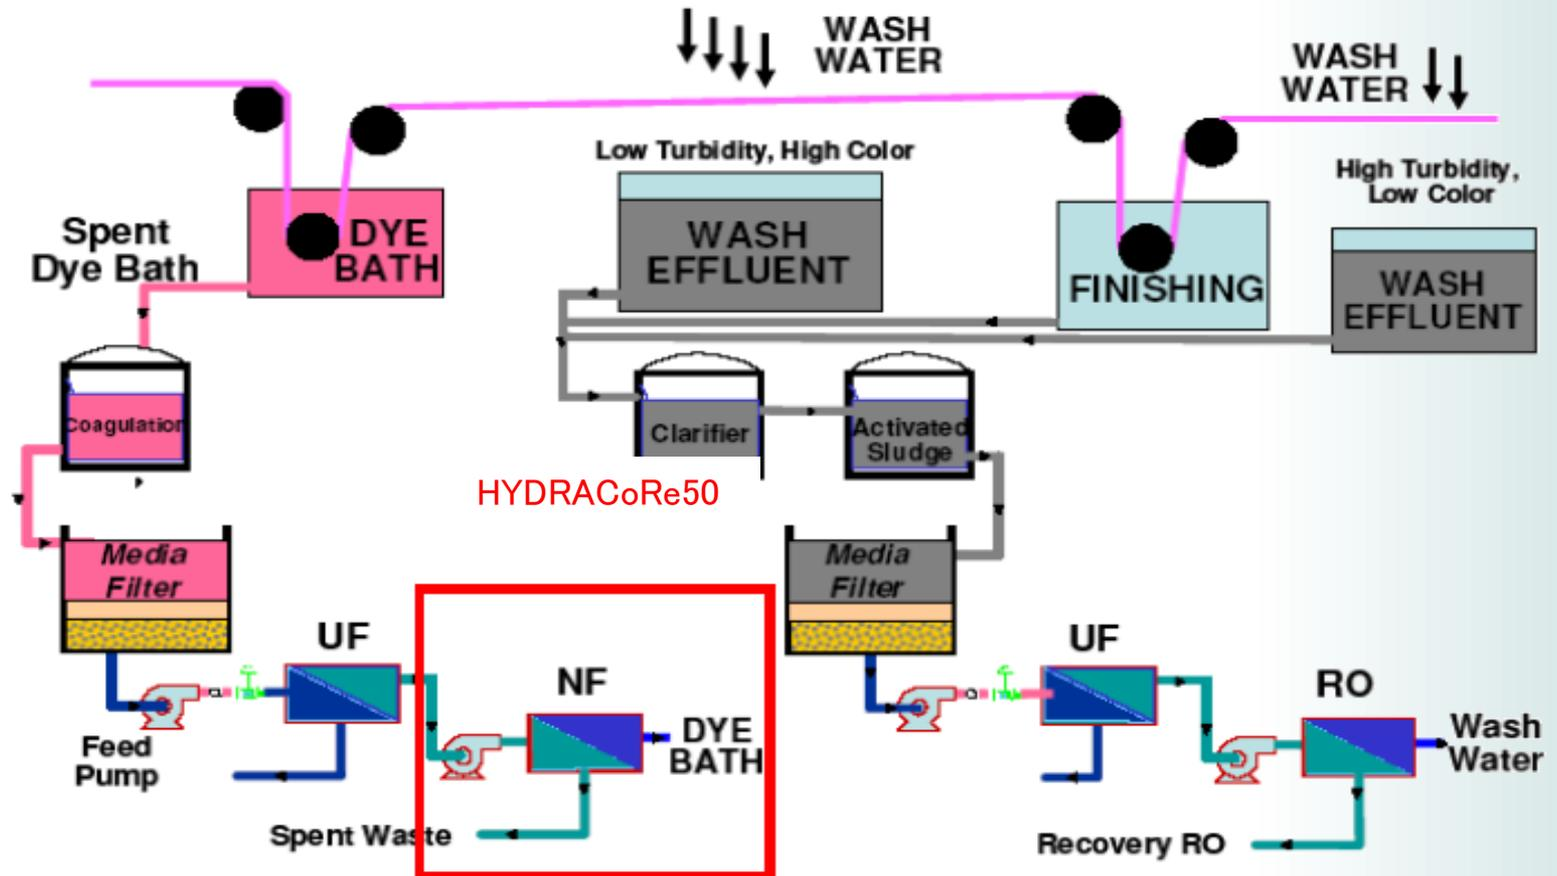 WASH
WATER
WASH
WATER
Low Turbidity, High Color
High Turbidity,
Low Color
Spent
Dye Bath
DYE
BATH
WASH
EFFLUENT
FINISHING
WASH
EFFLUENT
Coagulation
Clarifier
Activated
Sludge
HYDRACoRe50
Media
Filter
Media
Filter
UF
NF
UF
RO
Feed
Pump
DYE
BATH
Wash
Water
Spent Waste
Recovery RO